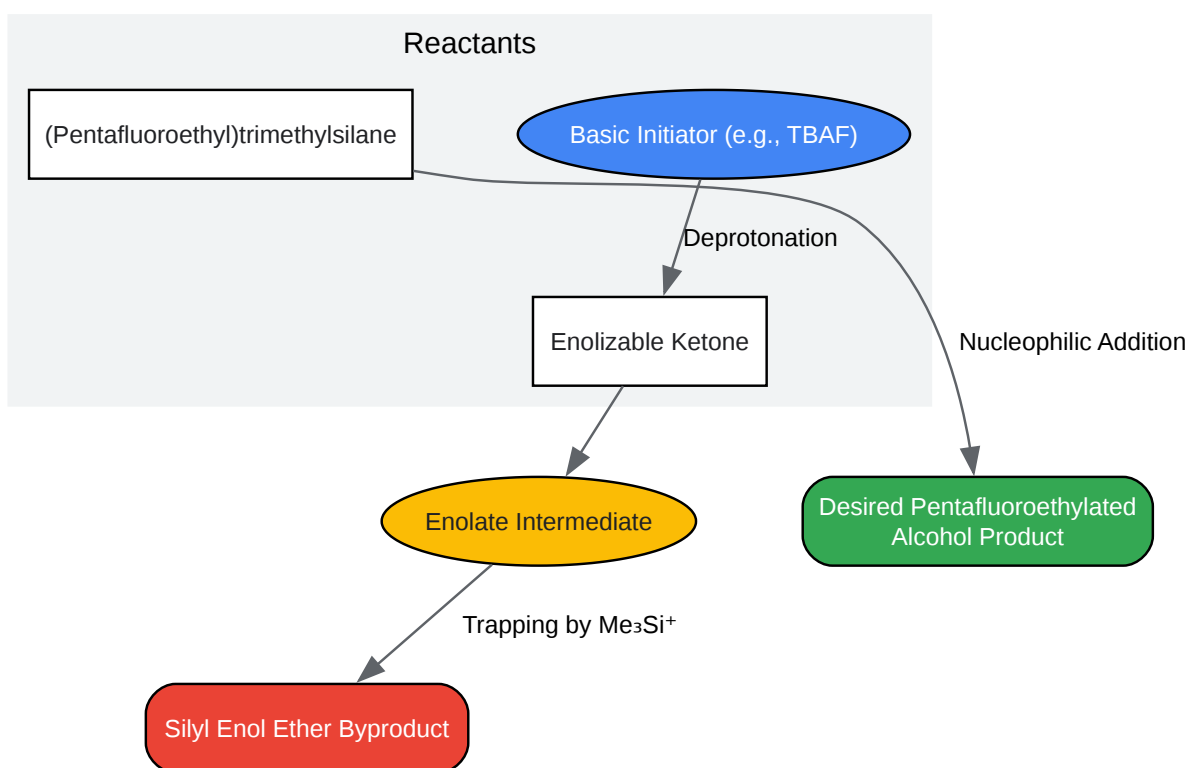 Reactants
(Pentafluoroethyl)trimethylsilane
Basic Initiator (e.g., TBAF)
Deprotonation
Enolizable Ketone
Nucleophilic Addition
Enolate Intermediate
Desired Pentafluoroethylated
Alcohol Product
Trapping by Me₃Si⁺
Silyl Enol Ether Byproduct